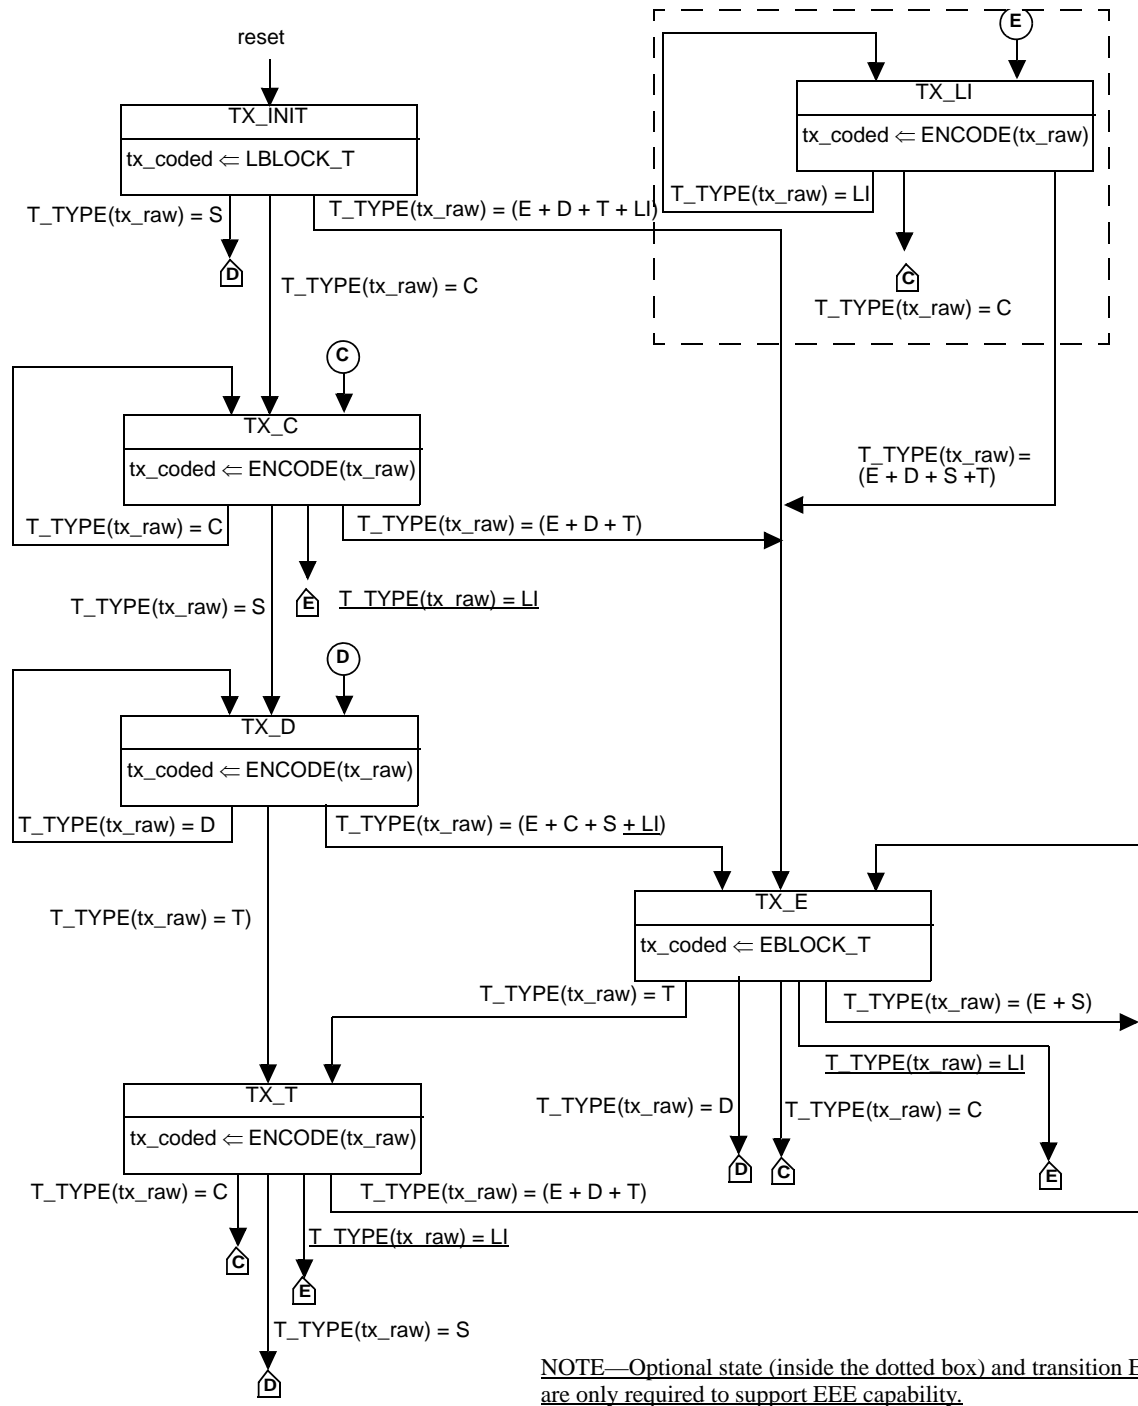 reset
E
TX_INIT
tx_coded ⇐ LBLOCK_T
TX_LI
tx_coded ⇐ ENCODE(tx_raw)
T_TYPE(tx_raw) = S
T_TYPE(tx_raw) = (E + D + T + LI)
T_TYPE(tx_raw) = LI
D
C
T_TYPE(tx_raw) = C
T_TYPE(tx_raw) = C
C
TX_C
tx_coded ⇐ ENCODE(tx_raw)
T_TYPE(tx_raw) =
(E + D + S +T)
T_TYPE(tx_raw) = C
T_TYPE(tx_raw) = (E + D + T)
E
T_TYPE(tx_raw) = LI
T_TYPE(tx_raw) = S
D
TX_D
tx_coded ⇐ ENCODE(tx_raw)
T_TYPE(tx_raw) = D
T_TYPE(tx_raw) = (E + C + S + LI)
T_TYPE(tx_raw) = T)
TX_E
tx_coded ⇐ EBLOCK_T
T_TYPE(tx_raw) = T
T_TYPE(tx_raw) = (E + S)
T_TYPE(tx_raw) = LI
TX_T
tx_coded ⇐ ENCODE(tx_raw)
T_TYPE(tx_raw) = D
T_TYPE(tx_raw) = C
D
C
E
T_TYPE(tx_raw) = C
T_TYPE(tx_raw) = (E + D + T)
T_TYPE(tx_raw) = LI
C
E
T_TYPE(tx_raw) = S
D
NOTE—Optional state (inside the dotted box) and transition E
are only required to support EEE capability.